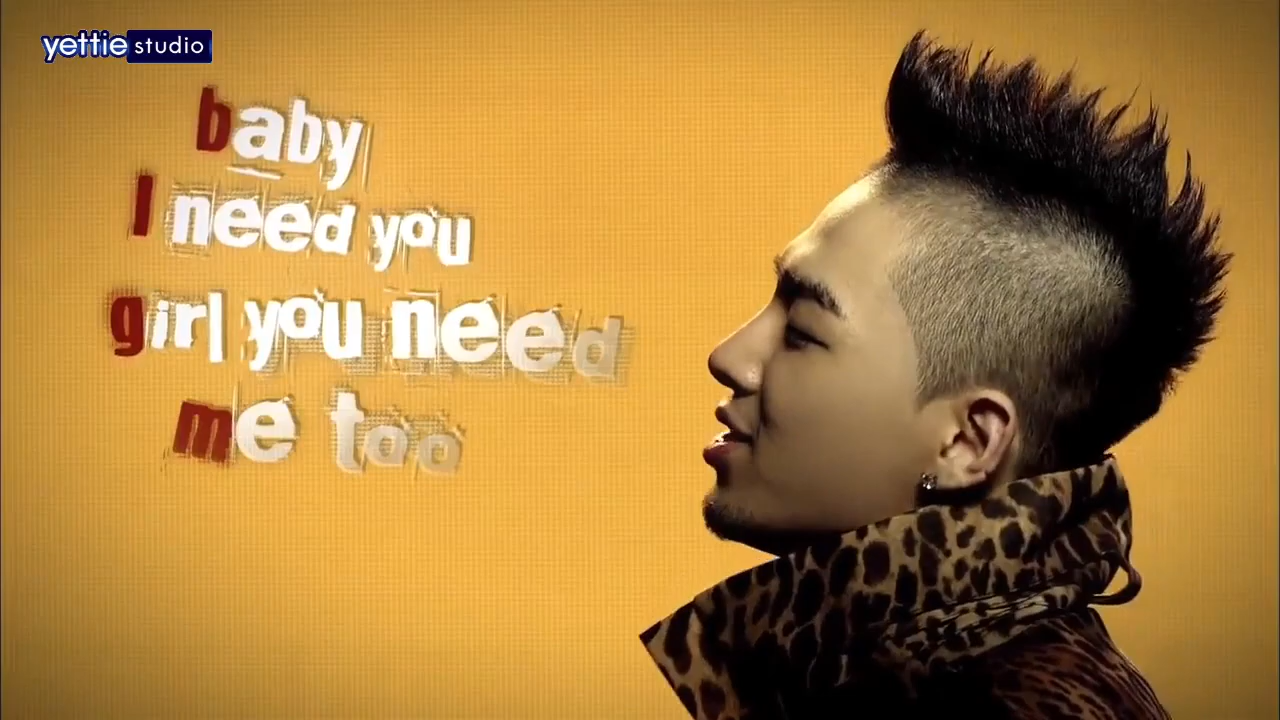 yettie studio
baby
I need you
girl you need
me too